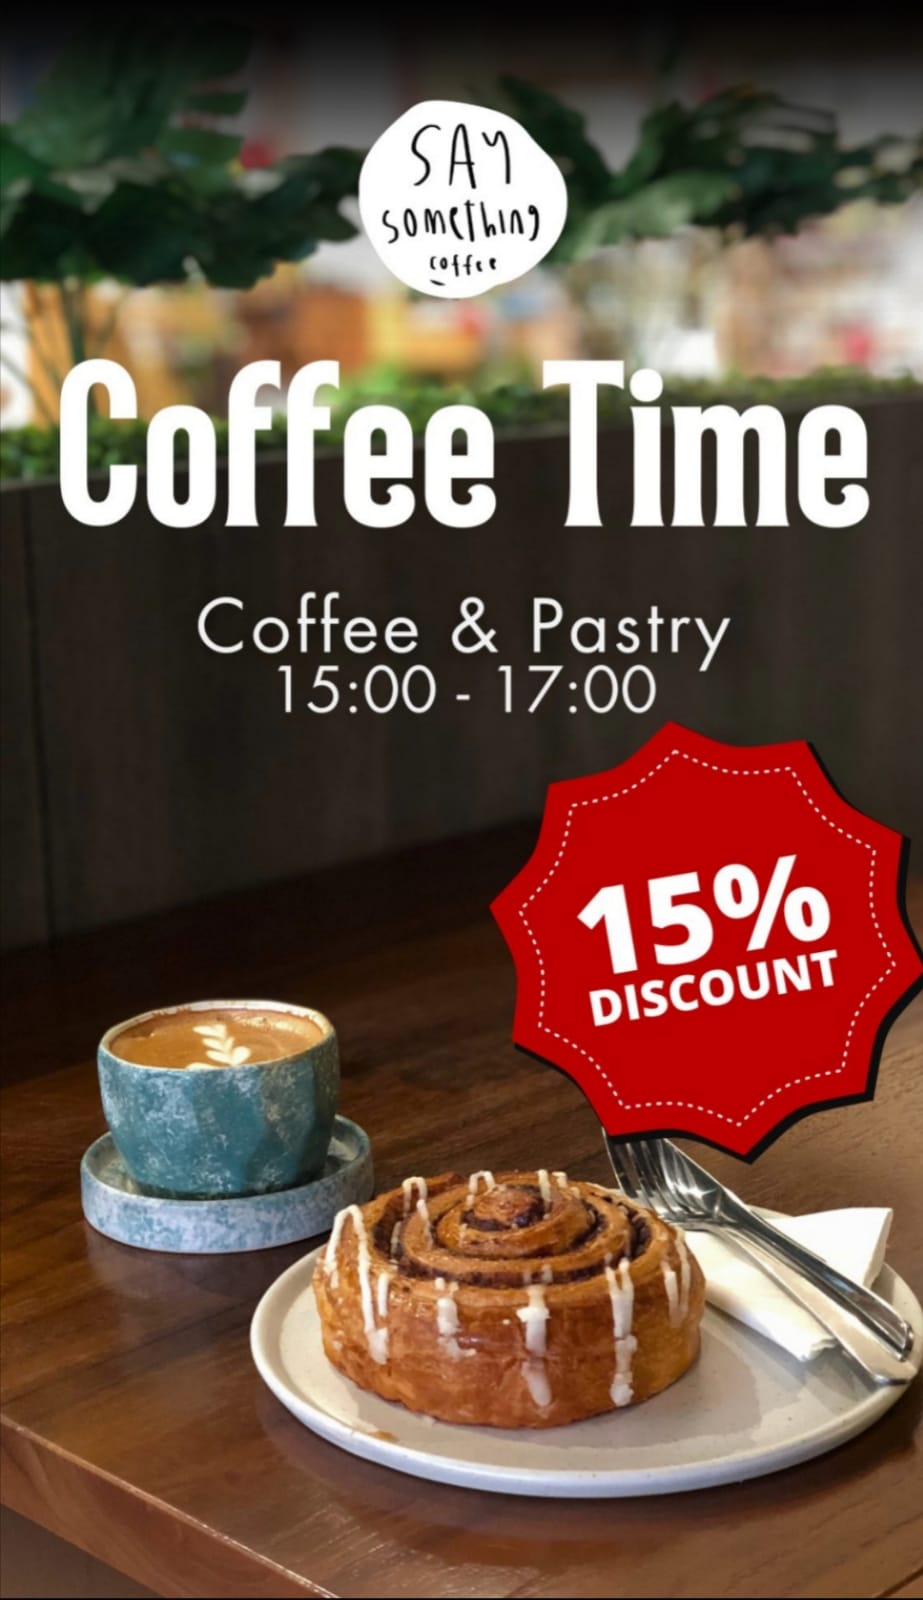 SAY
something
coffee
Coffee Time
Coffee & Pastry
15:00 - 17:00
15%
DISCOUNT